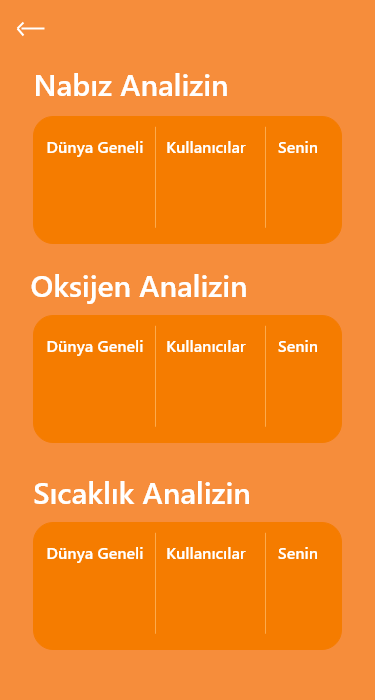 Nabız Analizin
Dünya Geneli Kullanıcılar Senin
Oksijen Analizin
Dünya Geneli Kullanıcılar Senin
Sıcaklık Analizin
Dünya Geneli Kullanıcılar Senin